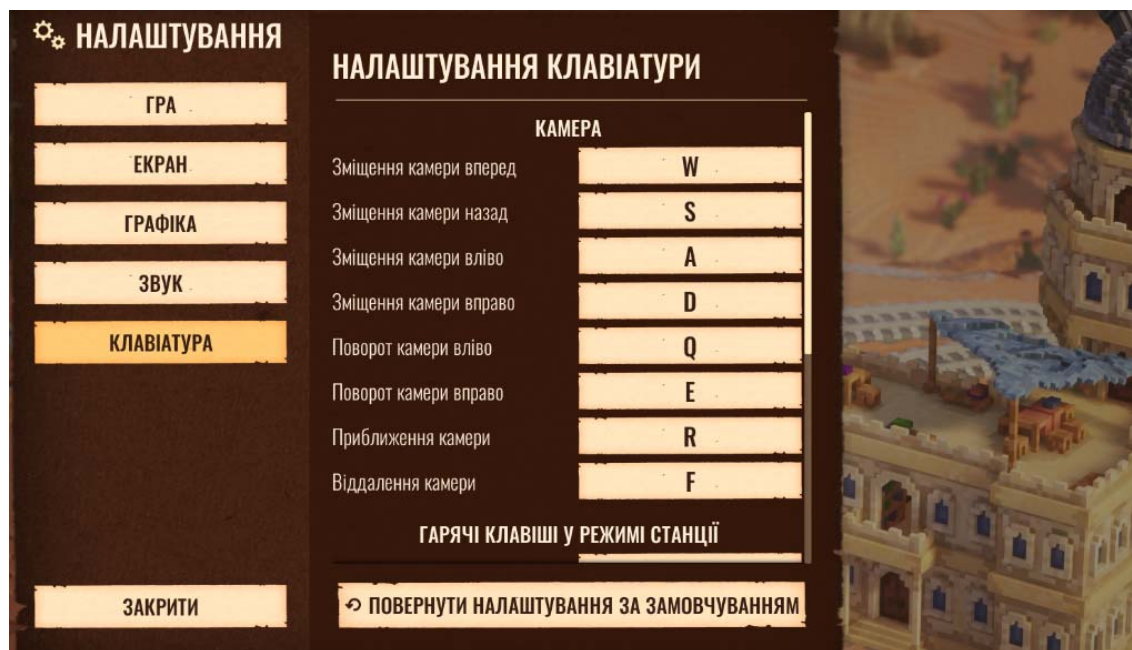 НАЛАШТУВАННЯ
ГРА
ЕКРАН
ГРАФІКА
ЗВУК
КЛАВІАТУРА
ЗАКРИТИ
НАЛАШТУВАННЯ КЛАВІАТУРИ
КАМЕРА
Зміщення камери вперед W
Зміщення камери назад S
Зміщення камери вліво A
Зміщення камери вправо D
Поворот камери вліво Q
Поворот камери вправо E
Приближення камери R
Віддалення камери F
ГАРЯЧІ КЛАВІШІ У РЕЖИМІ СТАНЦІЇ
ПОВЕРНУТИ НАЛАШТУВАННЯ ЗА ЗАМОВЧУВАННЯМ